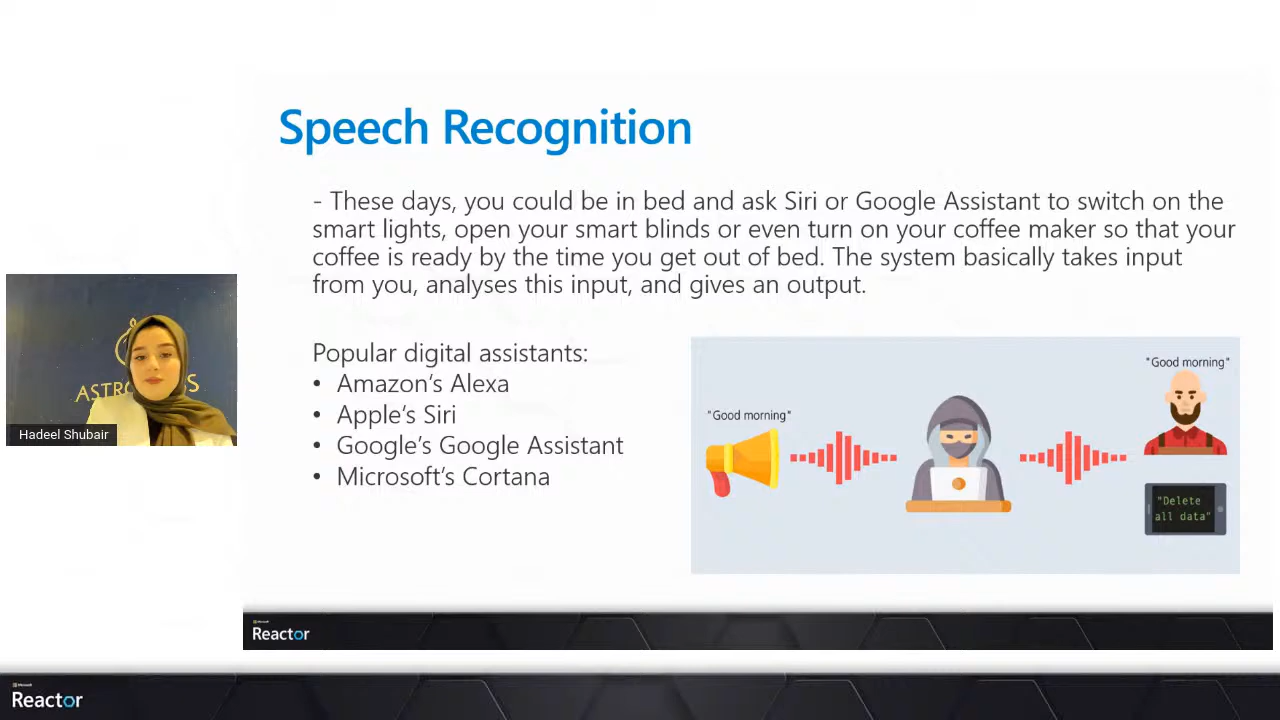 Speech Recognition
- These days, you could be in bed and ask Siri or Google Assistant to switch on the
smart lights, open your smart blinds or even turn on your coffee maker so that your
coffee is ready by the time you get out of bed. The system basically takes input
from you, analyses this input, and gives an output.
Popular digital assistants:
• Amazon's Alexa
• Apple's Siri
• Google's Google Assistant
• Microsoft's Cortana
"Good morning"
"Good morning"
"Delete
all data"
Hadeel Shubair
Microsoft
Reactor
Microsoft
Reactor